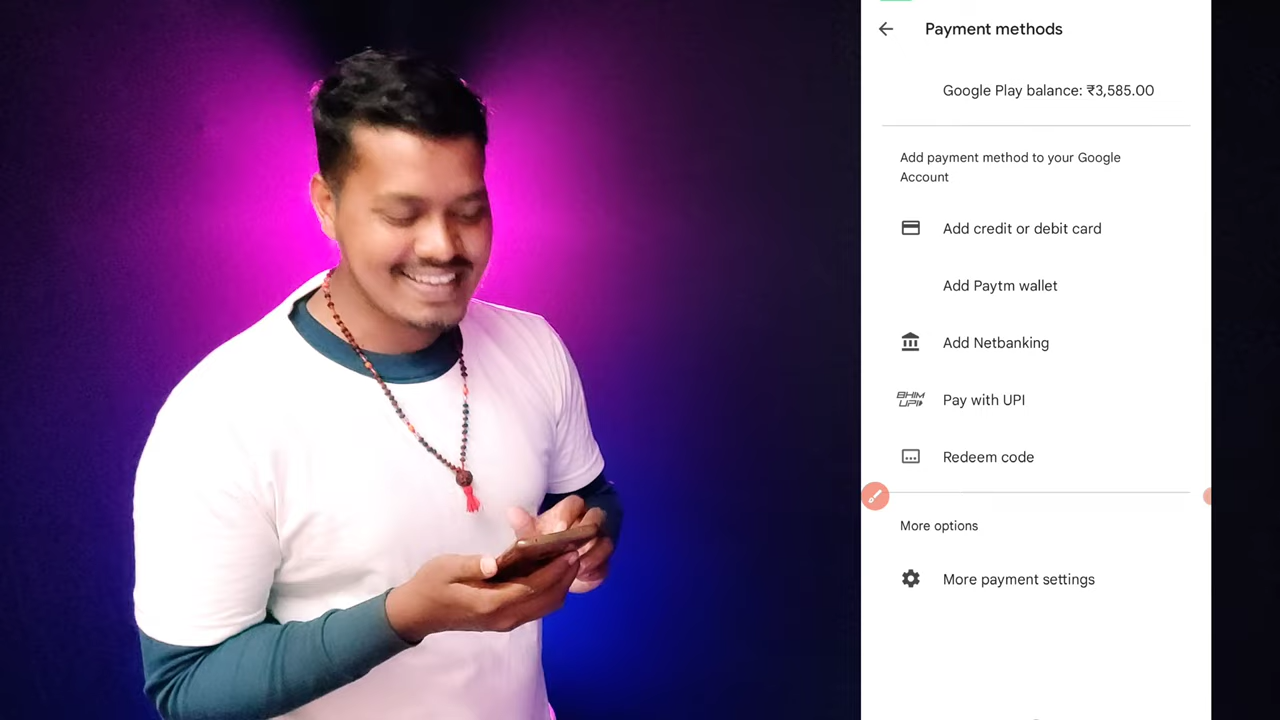 Payment methods
Google Play balance: ₹3,585.00
Add payment method to your Google
Account
Add credit or debit card
Add Paytm wallet
Add Netbanking
BHIM
UPI
Pay with UPI
Redeem code
More options
More payment settings